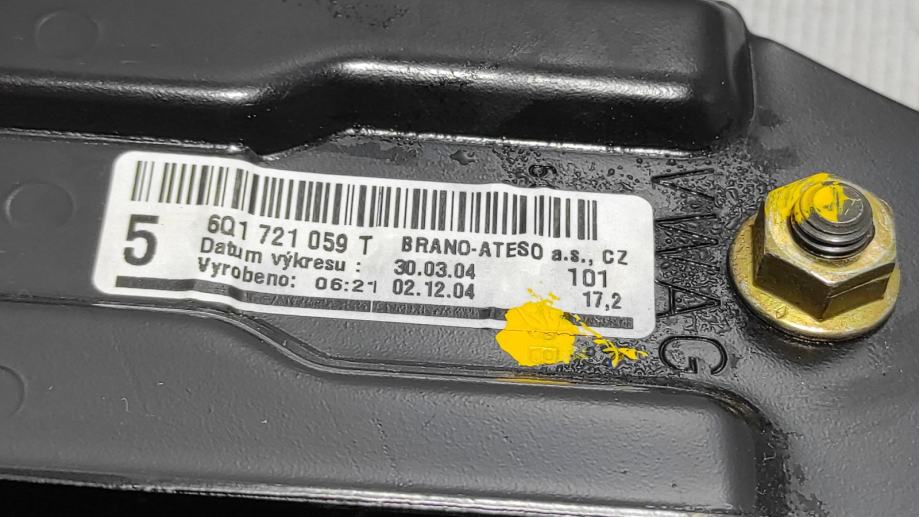 5
6Q1 721 059 T BRANO-ATESO a.s., CZ
Datum výkresu : 30.03.04 101
Vyrobeno: 06:21 02.12.04 17,2
VWAG